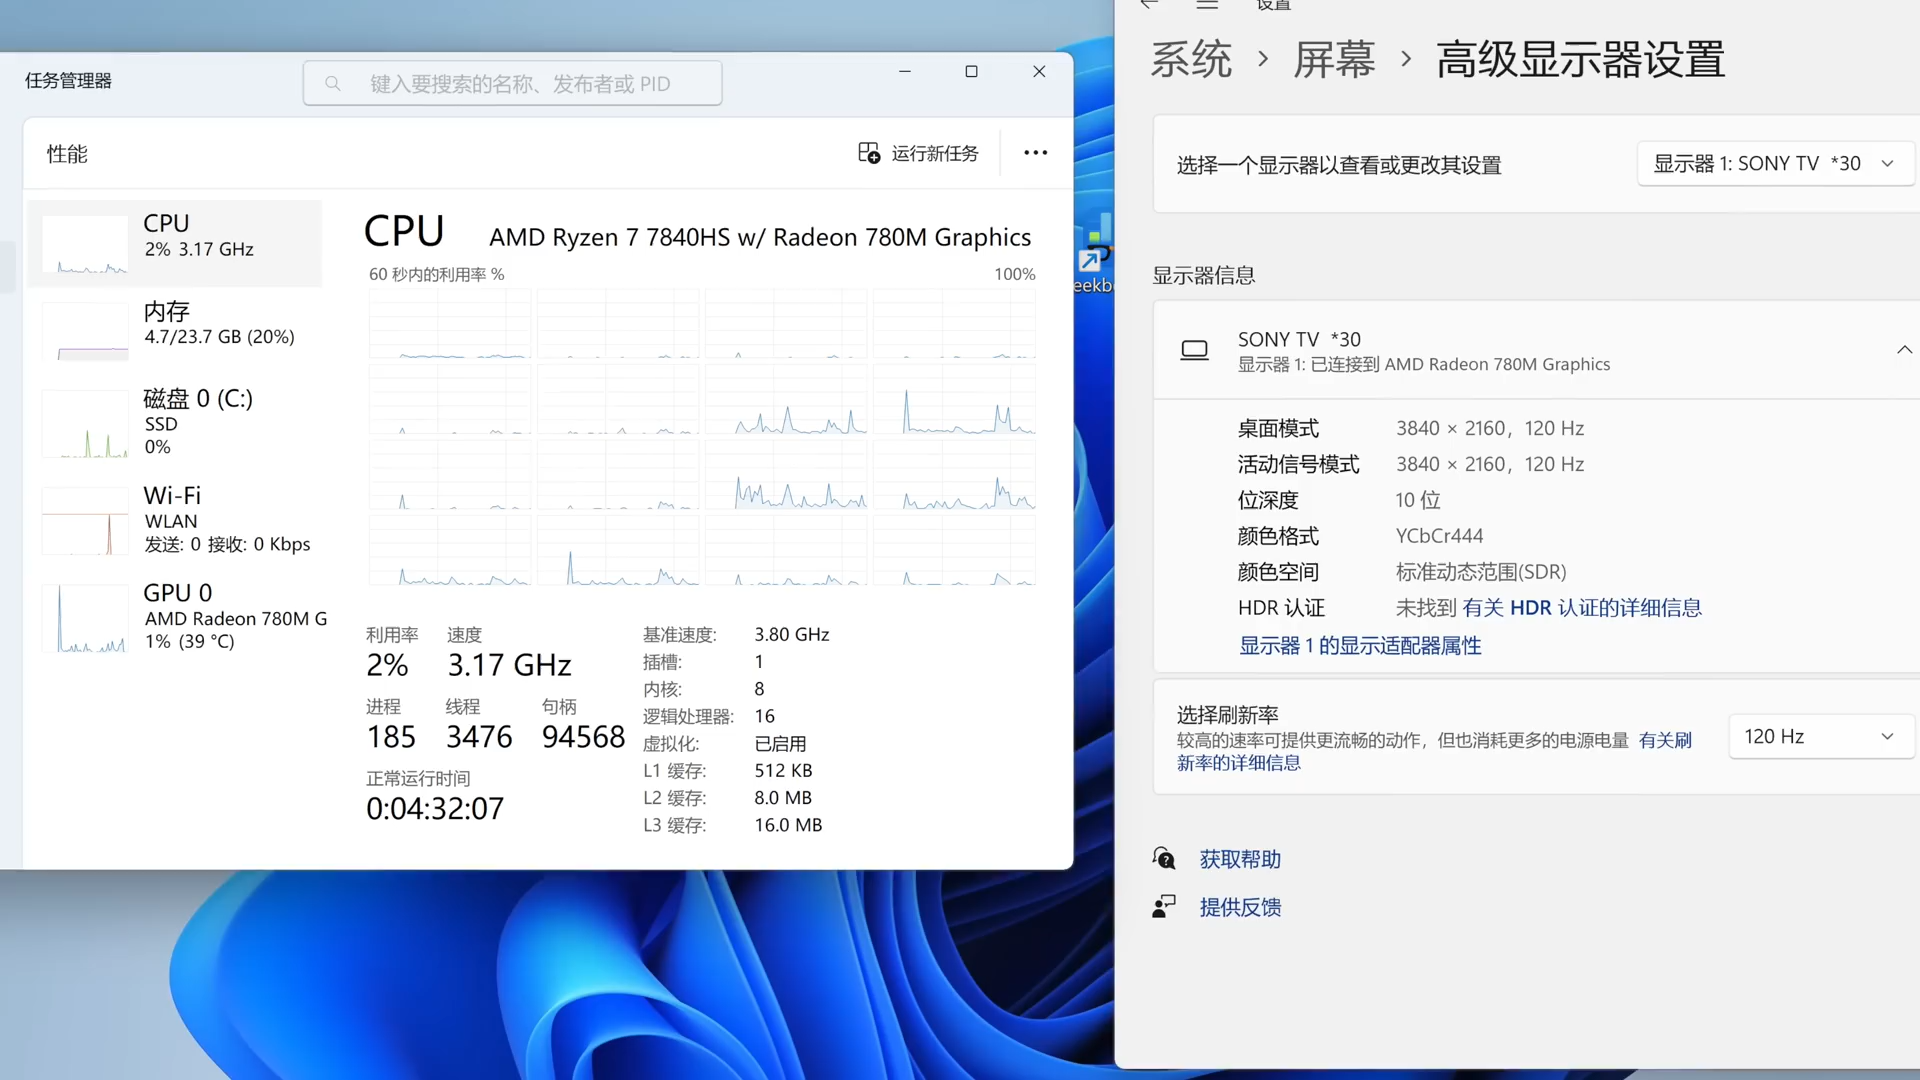 任务管理器
键入要搜索的名称、发布者或 PID
性能
运行新任务
CPU
2% 3.17 GHz
内存
4.7/23.7 GB (20%)
磁盘 0 (C:)
SSD
0%
Wi-Fi
WLAN
发送: 0 接收: 0 Kbps
GPU 0
AMD Radeon 780M G
1% (39 °C)
CPU
AMD Ryzen 7 7840HS w/ Radeon 780M Graphics
60 秒内的利用率 %
100%
利用率 速度
2% 3.17 GHz
进程 线程 句柄
185 3476 94568
正常运行时间
0:04:32:07
基准速度: 3.80 GHz
插槽: 1
内核: 8
逻辑处理器: 16
虚拟化: 已启用
L1 缓存: 512 KB
L2 缓存: 8.0 MB
L3 缓存: 16.0 MB
eekb
设置
系统 › 屏幕 › 高级显示器设置
选择一个显示器以查看或更改其设置
显示器 1: SONY TV *30
显示器信息
SONY TV *30
显示器 1: 已连接到 AMD Radeon 780M Graphics
桌面模式 3840 × 2160，120 Hz
活动信号模式 3840 × 2160，120 Hz
位深度 10 位
颜色格式 YCbCr444
颜色空间 标准动态范围(SDR)
HDR 认证 未找到 有关 HDR 认证的详细信息
显示器 1 的显示适配器属性
选择刷新率
较高的速率可提供更流畅的动作，但也消耗更多的电源电量 有关刷
新率的详细信息
120 Hz
获取帮助
提供反馈